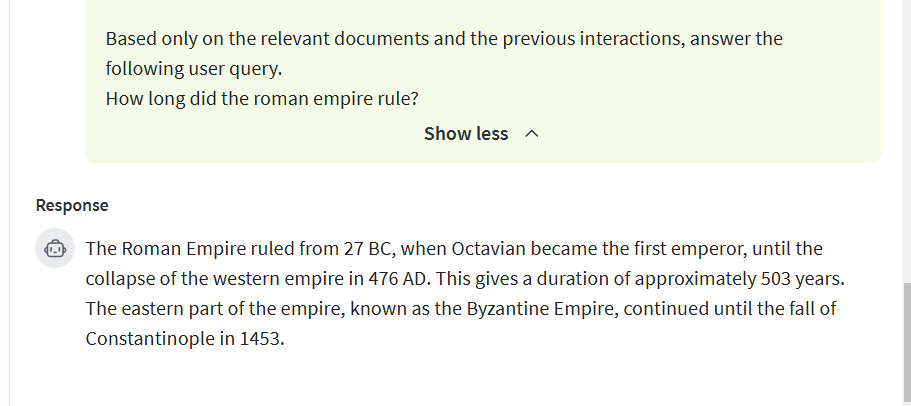 Based only on the relevant documents and the previous interactions, answer the
following user query.
How long did the roman empire rule?
Show less
Response
The Roman Empire ruled from 27 BC, when Octavian became the first emperor, until the
collapse of the western empire in 476 AD. This gives a duration of approximately 503 years.
The eastern part of the empire, known as the Byzantine Empire, continued until the fall of
Constantinople in 1453.